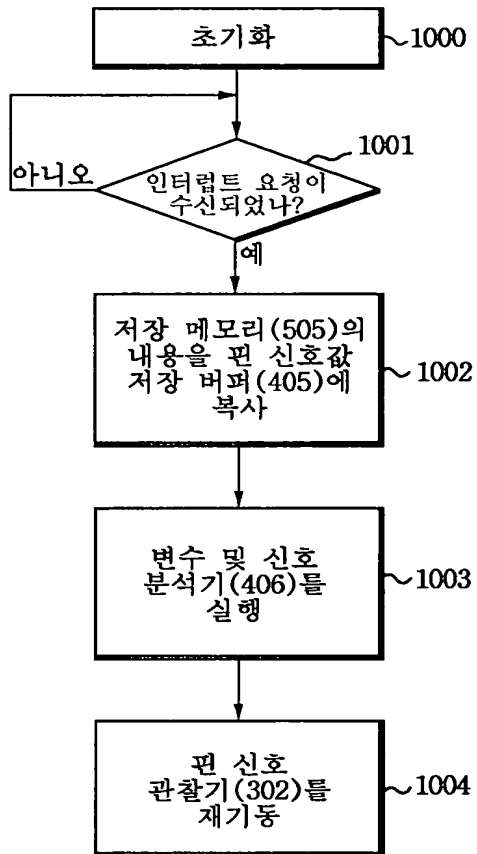 초기화
1000
1001
아니오
인터럽트 요청이
수신되었나?
예
저장 메모리(505)의
내용을 핀 신호값
저장 버퍼(405)에
복사
1002
변수 및 신호
분석기(406)를
실행
1003
핀 신호
관찰기(302)를
재기동
1004